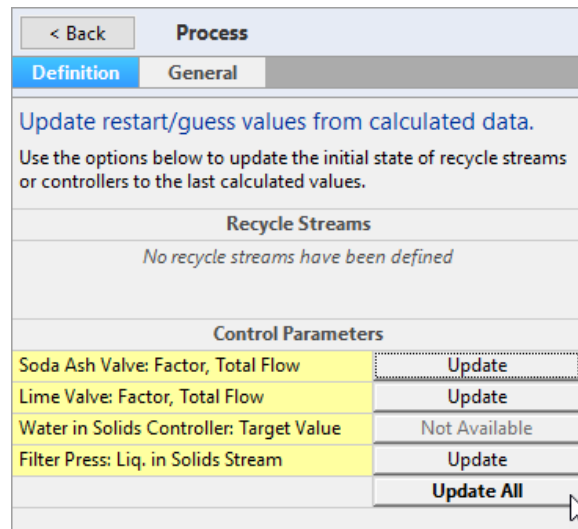 < Back Process
Definition General
Update restart/guess values from calculated data.
Use the options below to update the initial state of recycle streams
or controllers to the last calculated values.
Recycle Streams
No recycle streams have been defined
Control Parameters
Soda Ash Valve: Factor, Total Flow Update
Lime Valve: Factor, Total Flow Update
Water in Solids Controller: Target Value Not Available
Filter Press: Liq. in Solids Stream Update
Update All